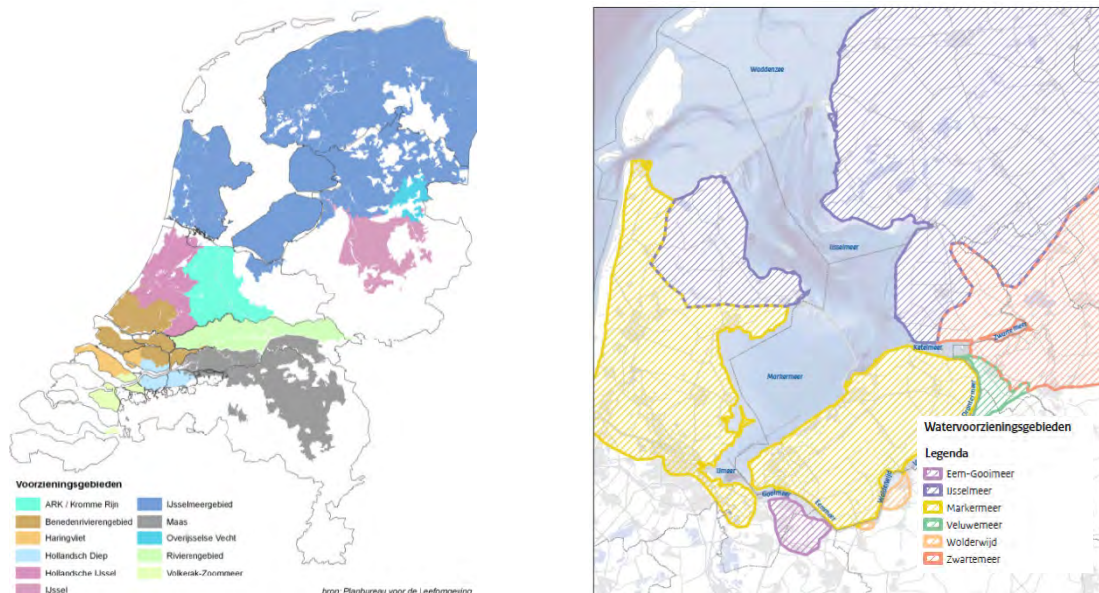 Voorzieningsgebieden
ARK / Kromme Rijn
Benedenrivierengebied
Haringvliet
Hollandsch Diep
Hollandsche IJssel
IJssel
IJsselmeergebied
Maas
Overijsselse Vecht
Rivierengebied
Volkerak-Zoommeer
bron: Planbureau voor de Leefomgeving
Waddenzee
IJsselmeer
Zwartemeer
Ketelmeer
Markermeer
Drontermeer
IJmeer
Gooimeer
Eemmeer
Wolderwijd
Watervoorzieningsgebieden
Legenda
Eem-Gooimeer
IJsselmeer
Markermeer
Veluwemeer
Wolderwijd
Zwartemeer